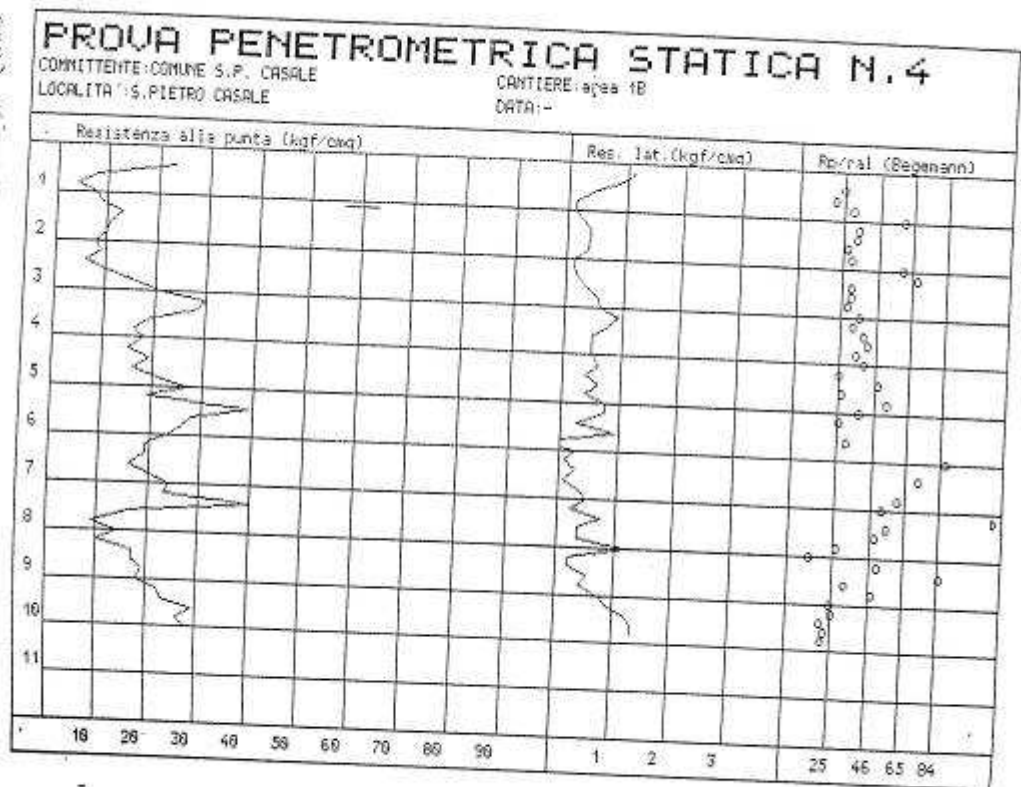 PROVA PENETROMETRICA STATICA N.4
COMMITTENTE:COMUNE S.P. CASALE
CANTIERE:area 1B
LOCALITA':S.PIETRO CASALE
DATA:-
Resistenza alla punta (kgf/cmq)
Res. lat.(kgf/cmq)
Rp/ral (Begemann)
1
2
3
4
5
6
7
8
9
10
11
10 20 30 40 50 60 70 80 90
1 2 3
25 46 65 84